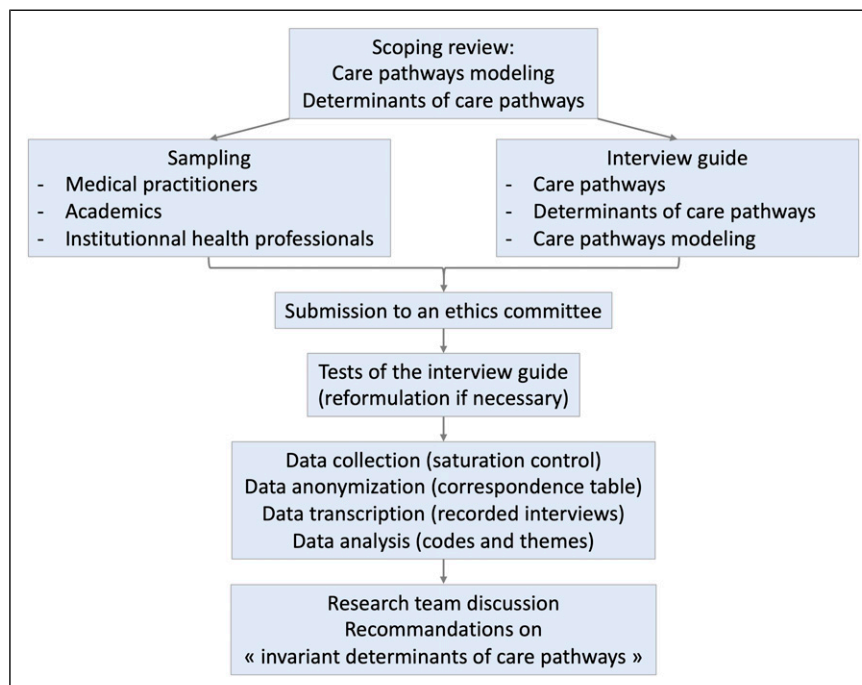 Scoping review:
Care pathways modeling
Determinants of care pathways
Sampling
- Medical practitioners
- Academics
- Institutionnal health professionals
Interview guide
- Care pathways
- Determinants of care pathways
- Care pathways modeling
Submission to an ethics committee
Tests of the interview guide
(reformulation if necessary)
Data collection (saturation control)
Data anonymization (correspondence table)
Data transcription (recorded interviews)
Data analysis (codes and themes)
Research team discussion
Recommandations on
« invariant determinants of care pathways »